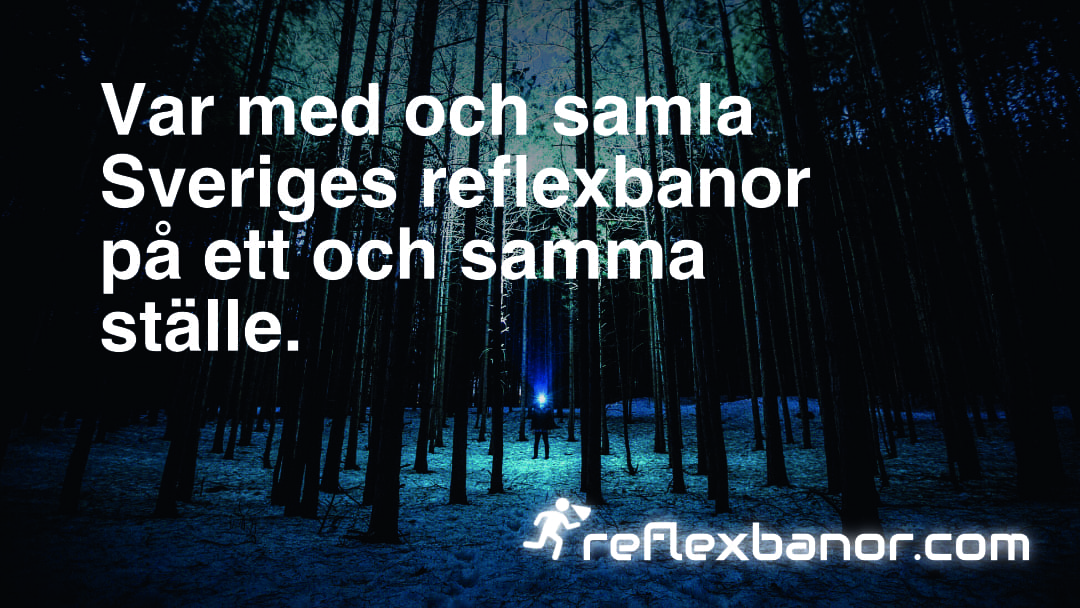 Var med och samla
Sveriges reflexbanor
på ett och samma
ställe.
reflexbanor.com